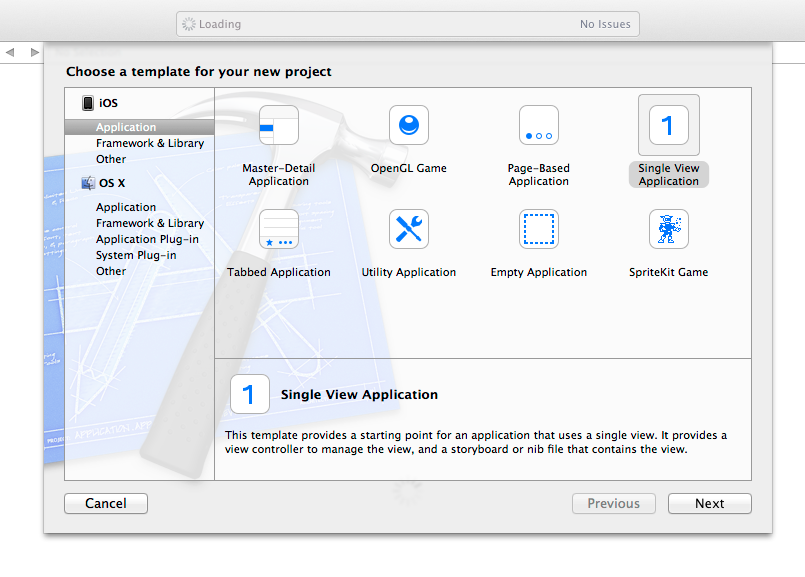 Loading
No Issues
Choose a template for your new project
iOS
Application
Framework & Library
Other
OS X
Application
Framework & Library
Application Plug-in
System Plug-in
Other
Master-Detail
Application
OpenGL Game
Page-Based
Application
1
Single View
Application
Tabbed Application
Utility Application
Empty Application
SpriteKit Game
1
Single View Application
This template provides a starting point for an application that uses a single view. It provides a
view controller to manage the view, and a storyboard or nib file that contains the view.
Cancel
Previous
Next